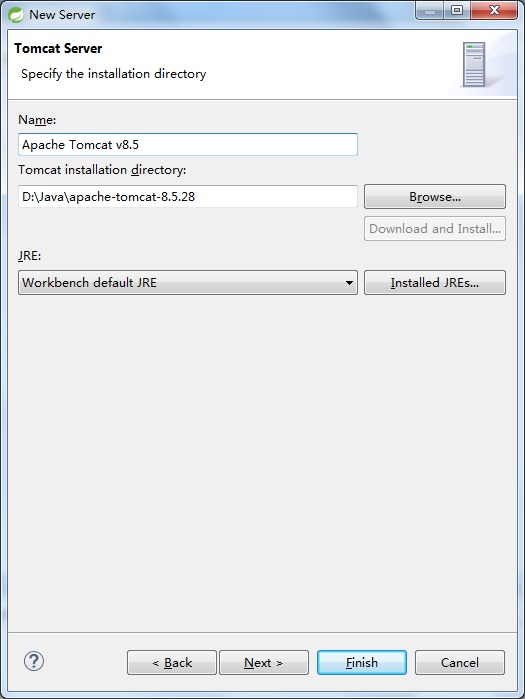 New Server
Tomcat Server
Specify the installation directory
Name:
Apache Tomcat v8.5
Tomcat installation directory:
D:\Java\apache-tomcat-8.5.28
Browse...
Download and Install...
JRE:
Workbench default JRE
Installed JREs...
?
< Back
Next >
Finish
Cancel